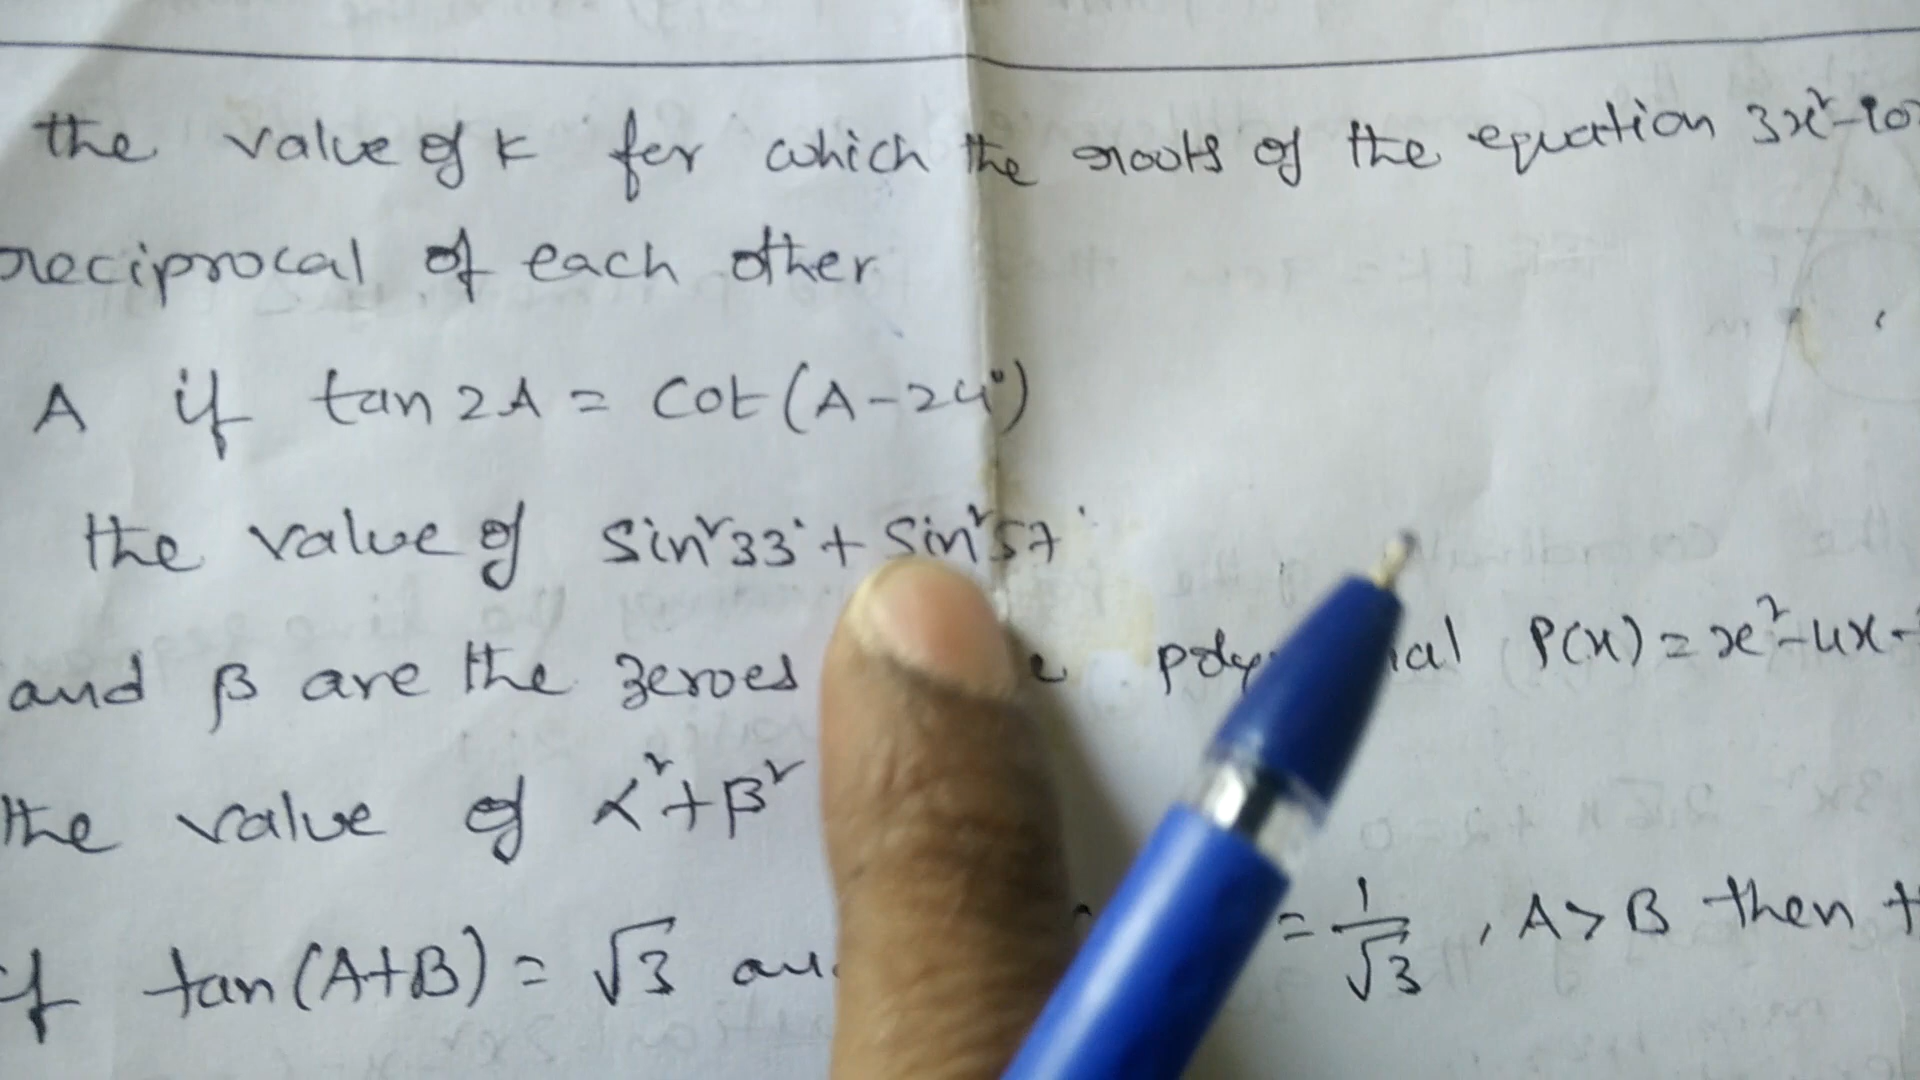 the value of k for which the roots of the equation 3x²-10
reciprocal of each other
A if tan 2A = cot (A-24°)
the value of sin²33° + sin²57°
and β are the zeroes polynomial P(x) = x²-4x-
the value of α²+β²
if tan (A+B) = √3 = 1/√3, A>B then